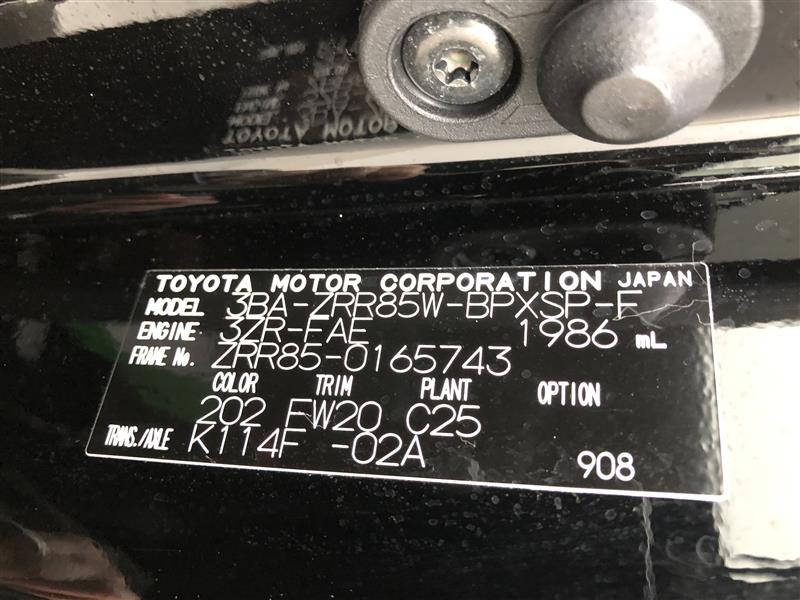 TOYOTA MOTOR CORPORATION JAPAN
MODEL 3BA-ZRR85W-BPXSP-F
ENGINE 3ZR-FAE 1986 mL
FRAME No. ZRR85-0165743
COLOR TRIM PLANT OPTION
202 FW20 C25
TRANS./AXLE K114F -02A
908